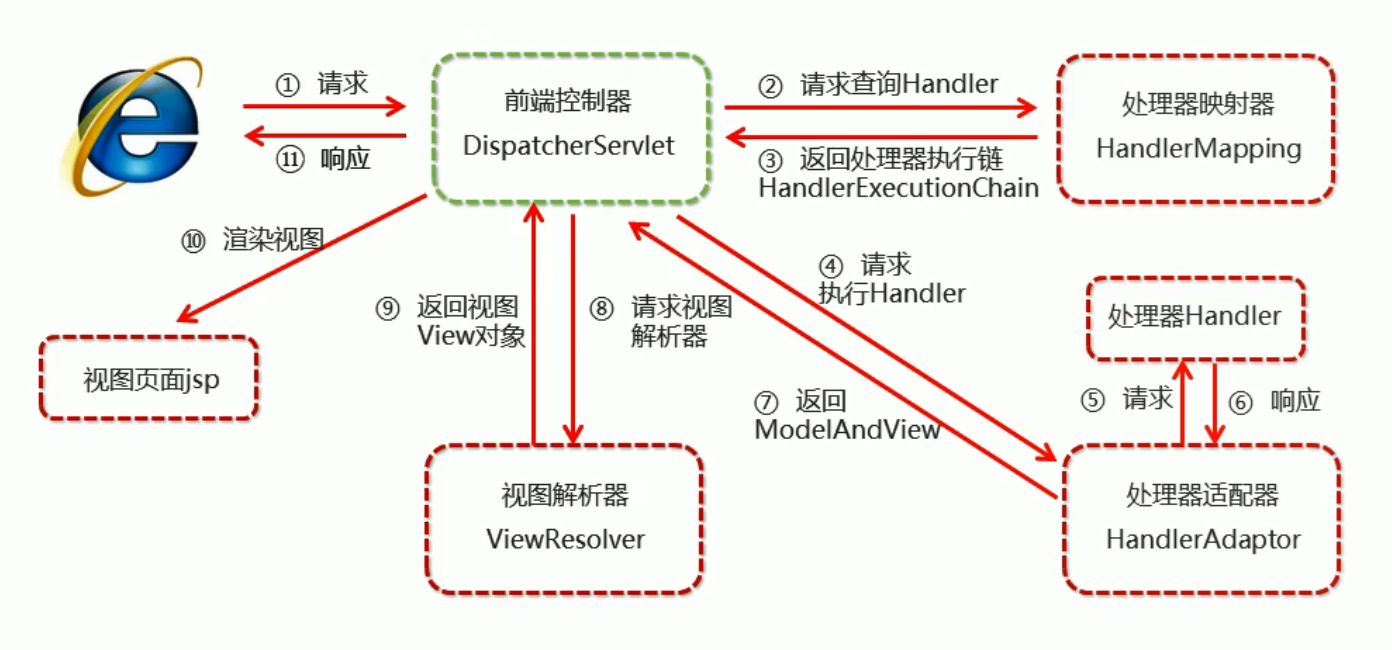 ① 请求
⑪ 响应
前端控制器
DispatcherServlet
② 请求查询Handler
③ 返回处理器执行链
HandlerExecutionChain
处理器映射器
HandlerMapping
⑩ 渲染视图
④ 请求
执行Handler
⑨ 返回视图
View对象
⑧ 请求视图
解析器
处理器Handler
视图页面jsp
⑦ 返回
ModelAndView
⑤ 请求
⑥ 响应
视图解析器
ViewResolver
处理器适配器
HandlerAdaptor